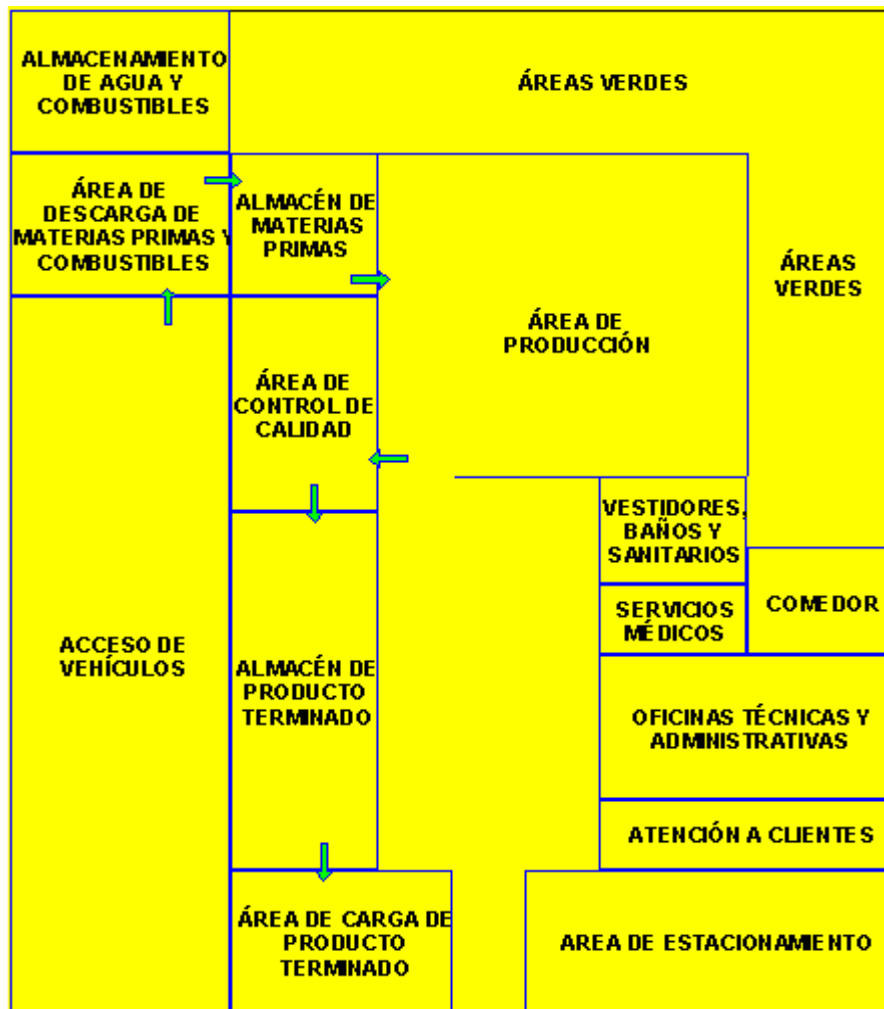 ALMACENAMIENTO
DE AGUA Y
COMBUSTIBLES
ÁREAS VERDES
ÁREA DE
DESCARGA DE
MATERIAS PRIMAS Y
COMBUSTIBLES
ALMACÉN DE
MATERIAS
PRIMAS
ÁREAS
VERDES
ÁREA DE
PRODUCCIÓN
ÁREA DE
CONTROL DE
CALIDAD
VESTIDORES,
BAÑOS Y
SANITARIOS
SERVICIOS
MÉDICOS
COMEDOR
ACCESO DE
VEHÍCULOS
ALMACÉN DE
PRODUCTO
TERMINADO
OFICINAS TÉCNICAS Y
ADMINISTRATIVAS
ATENCIÓN A CLIENTES
ÁREA DE CARGA DE
PRODUCTO
TERMINADO
AREA DE ESTACIONAMIENTO